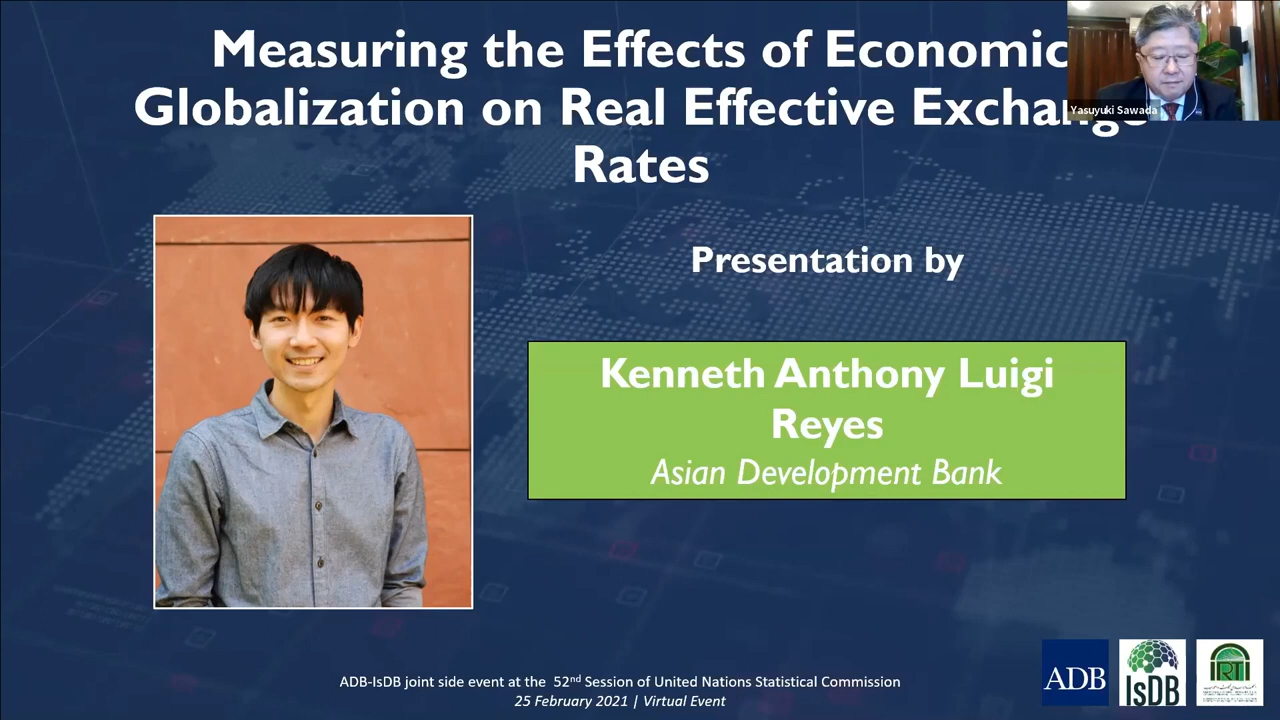 Measuring the Effects of Economic
Globalization on Real Effective Exchange
Rates
Yasuyuki Sawada
Presentation by
Kenneth Anthony Luigi
Reyes
Asian Development Bank
ADB
IsDB
IRTI
ADB-IsDB joint side event at the 52nd Session of United Nations Statistical Commission
February 2021 | Virtual Event